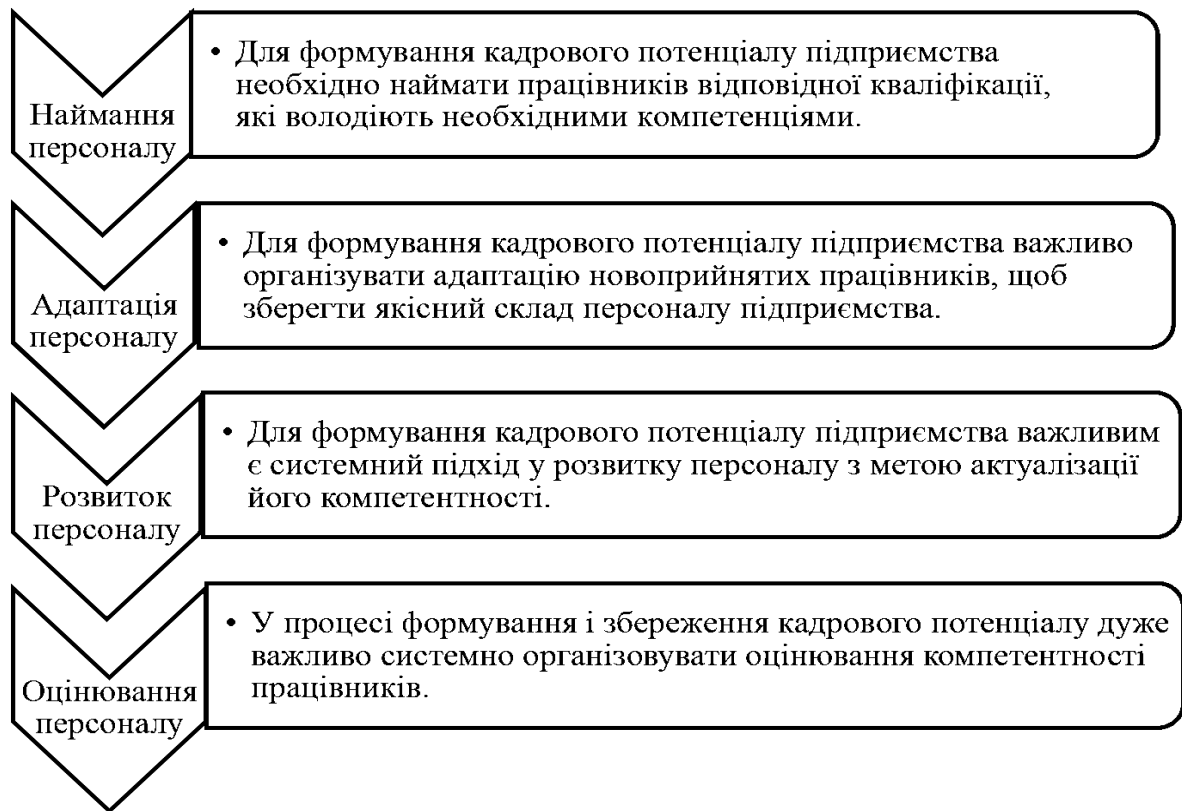 Наймання
персоналу
• Для формування кадрового потенціалу підприємства
необхідно наймати працівників відповідної кваліфікації,
які володіють необхідними компетенціями.
Адаптація
персоналу
• Для формування кадрового потенціалу підприємства важливо
організувати адаптацію новоприйнятих працівників, щоб
зберегти якісний склад персоналу підприємства.
Розвиток
персоналу
• Для формування кадрового потенціалу підприємства важливим
є системний підхід у розвитку персоналу з метою актуалізації
його компетентності.
Оцінювання
персоналу
• У процесі формування і збереження кадрового потенціалу дуже
важливо системно організовувати оцінювання компетентності
працівників.